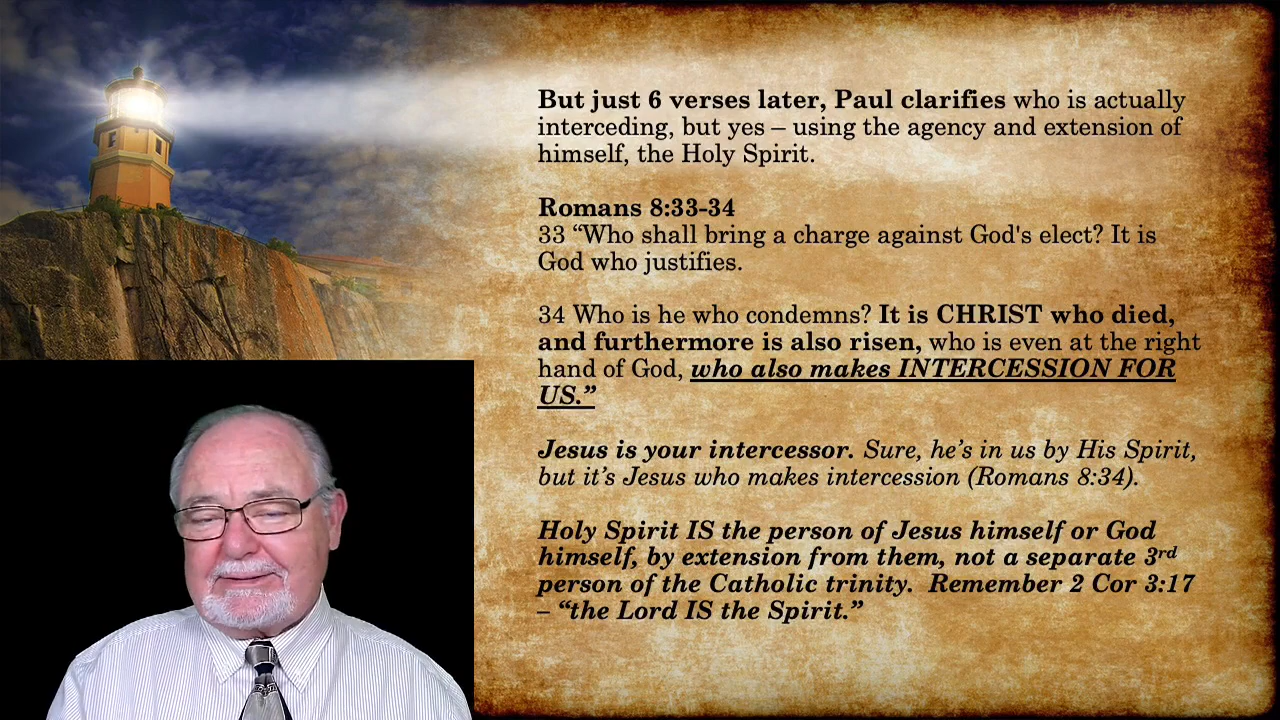 But just 6 verses later, Paul clarifies who is actually
interceding, but yes – using the agency and extension of
himself, the Holy Spirit.
Romans 8:33-34
33 “Who shall bring a charge against God's elect? It is
God who justifies.
34 Who is he who condemns? It is CHRIST who died,
and furthermore is also risen, who is even at the right
hand of God, who also makes INTERCESSION FOR
US.”
Jesus is your intercessor. Sure, he’s in us by His Spirit,
but it’s Jesus who makes intercession (Romans 8:34).
Holy Spirit IS the person of Jesus himself or God
himself, by extension from them, not a separate 3rd
person of the Catholic trinity.  Remember 2 Cor 3:17
– “the Lord IS the Spirit.”